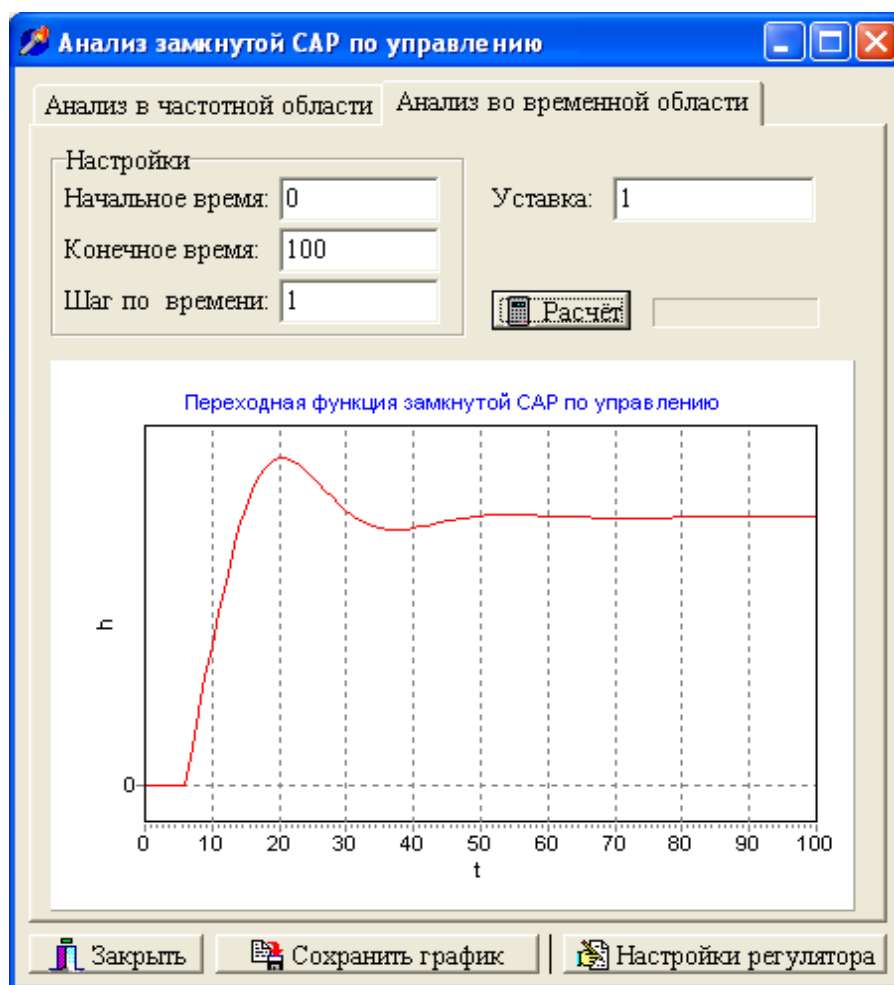 Анализ замкнутой САР по управлению
Анализ в частотной области
Анализ во временной области
Настройки
Начальное время: 0
Уставка: 1
Конечное время: 100
Шаг по времени: 1
Расчёт
Переходная функция замкнутой САР по управлению
h
0
0 10 20 30 40 50 60 70 80 90 100
t
Закрыть
Сохранить график
Настройки регулятора